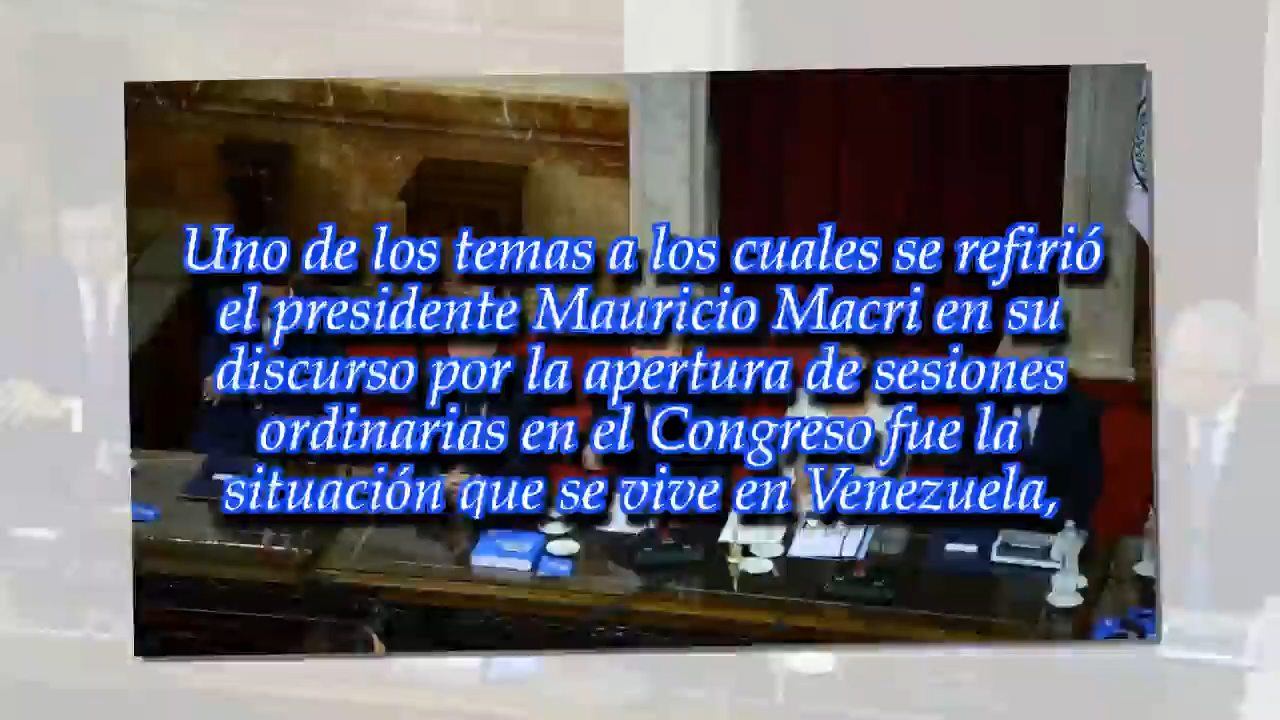 Uno de los temas a los cuales se refirió
el presidente Mauricio Macri en su
discurso por la apertura de sesiones
ordinarias en el Congreso fue la
situación que se vive en Venezuela,